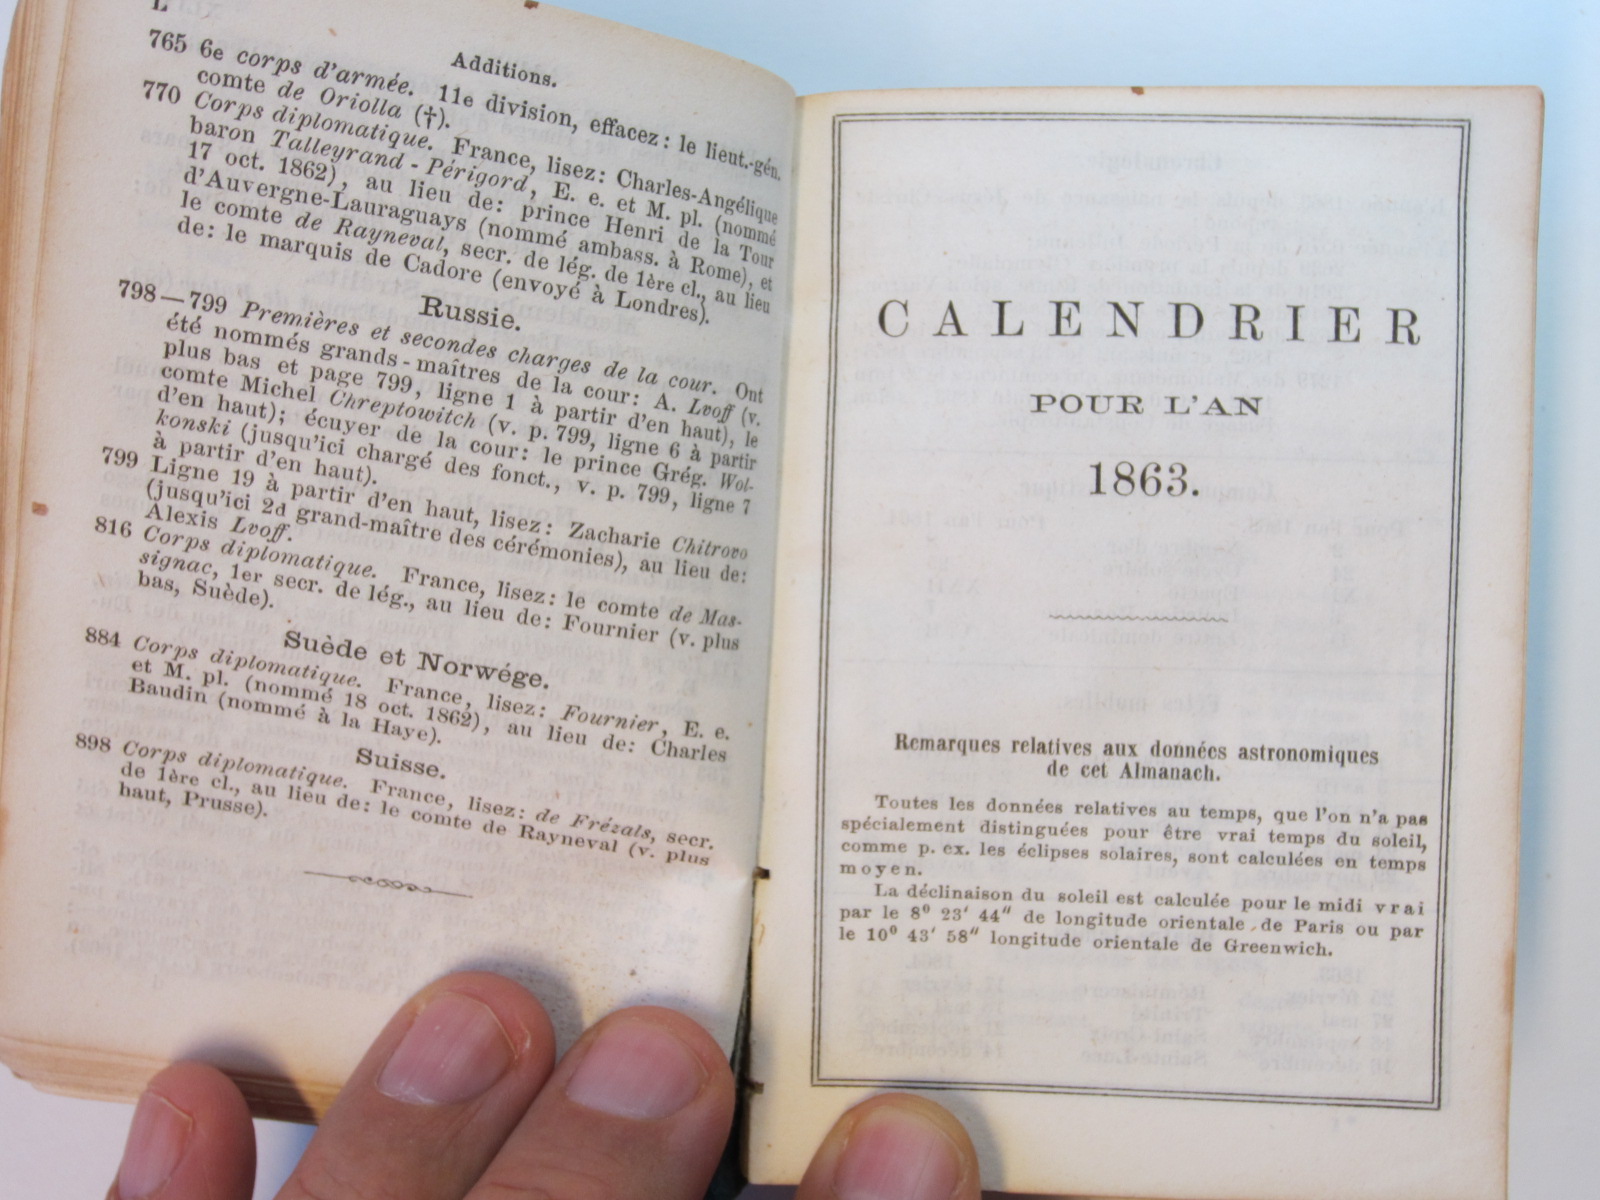 L
Additions.
765 6e corps d'armée. 11e division, effacez: le lieut.-gén.
comte de Oriolla (†).
770 Corps diplomatique. France, lisez: Charles-Angélique
baron Talleyrand-Périgord, E. e. et M. pl. (nommé
17 oct. 1862), au lieu de: prince Henri de la Tour
d'Auvergne-Lauraguays (nommé ambass. à Rome), et
le comte de Rayneval, secr. de lég. de 1ère cl., au lieu
de: le marquis de Cadore (envoyé à Londres).
Russie.
798—799 Premières et secondes charges de la cour. Ont
été nommés grands-maîtres de la cour: A. Lvoff (v.
plus bas et page 799, ligne 1 à partir d'en haut), le
comte Michel Chreptowitch (v. p. 799, ligne 6 à partir
d'en haut); écuyer de la cour: le prince Grég. Wol-
konski (jusqu'ici chargé des fonct., v. p. 799, ligne 7
à partir d'en haut).
799 Ligne 19 à partir d'en haut, lisez: Zacharie Chitrovo
(jusqu'ici 2d grand-maître des cérémonies), au lieu de:
Alexis Lvoff.
816 Corps diplomatique. France, lisez: le comte de Mas-
signac, 1er secr. de lég., au lieu de: Fournier (v. plus
bas, Suède).
Suède et Norwége.
884 Corps diplomatique. France, lisez: Fournier, E. e.
et M. pl. (nommé 18 oct. 1862), au lieu de: Charles
Baudin (nommé à la Haye).
Suisse.
898 Corps diplomatique. France, lisez: de Frézals, secr.
de 1ère cl., au lieu de: le comte de Rayneval (v. plus
haut, Prusse).
CALENDRIER
POUR L'AN
1863.
Remarques relatives aux données astronomiques
de cet Almanach.
Toutes les données relatives au temps, que l'on n'a pas
spécialement distinguées pour être vrai temps du soleil,
comme p. ex. les éclipses solaires, sont calculées en temps
moyen.
La déclinaison du soleil est calculée pour le midi vrai
par le 8° 23′ 44″ de longitude orientale de Paris ou par
le 10° 43′ 58″ longitude orientale de Greenwich.